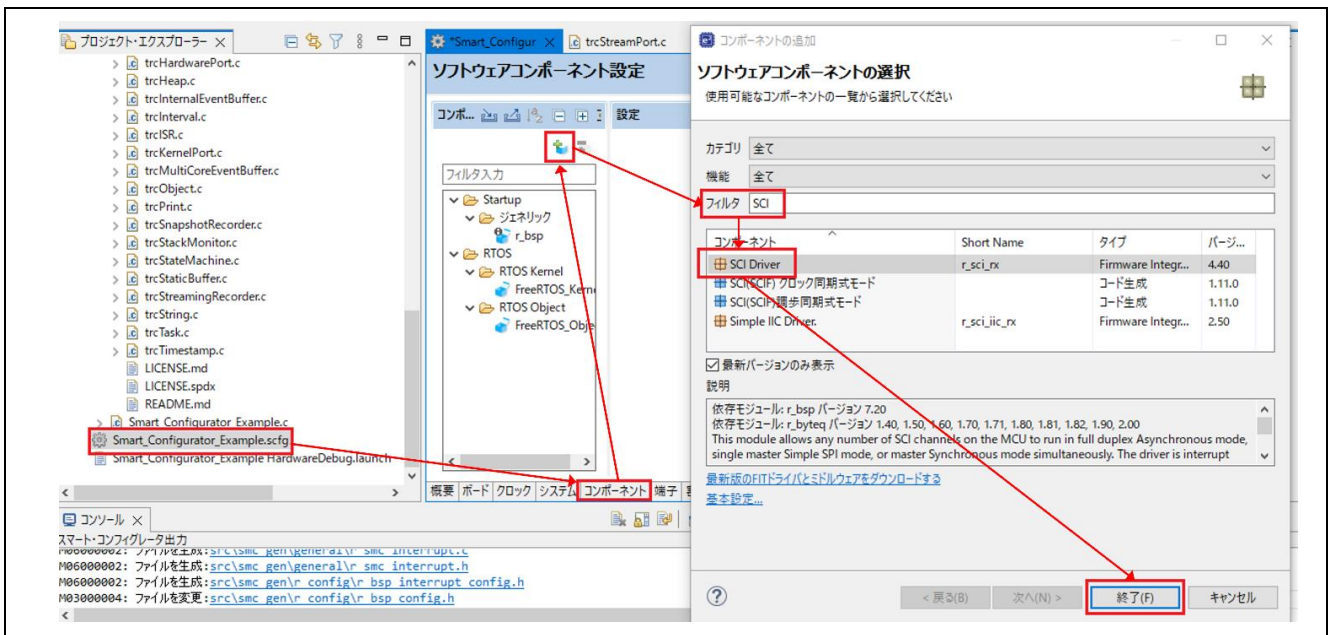 プロジェクト・エクスプローラー
trcHardwarePort.c
trcHeap.c
trcInternalEventBuffer.c
trcInterval.c
trcISR.c
trcKernelPort.c
trcMultiCoreEventBuffer.c
trcObject.c
trcPrint.c
trcSnapshotRecorder.c
trcStackMonitor.c
trcStateMachine.c
trcStaticBuffer.c
trcStreamingRecorder.c
trcString.c
trcTask.c
trcTimestamp.c
LICENSE.md
LICENSE.spdx
README.md
Smart_Configurator_Example.c
Smart_Configurator_Example.scfg
Smart_Configurator_Example HardwareDebug.launch
*Smart_Configur
trcStreamPort.c
ソフトウェアコンポーネント設定
コンポ...
設定
フィルタ入力
Startup
ジェネリック
r_bsp
RTOS
RTOS Kernel
FreeRTOS_Kern
RTOS Object
FreeRTOS_Obje
概要 ボード クロック システム コンポーネント 端子
コンポーネントの追加
ソフトウェアコンポーネントの選択
使用可能なコンポーネントの一覧から選択してください
カテゴリ 全て
機能 全て
フィルタ SCI
コンポーネント Short Name タイプ バージ...
SCI Driver r_sci_rx Firmware Integr... 4.40
SCI(SCIF) クロック同期式モード コード生成 1.11.0
SCI(SCIF)調歩同期式モード コード生成 1.11.0
Simple IIC Driver. r_sci_iic_rx Firmware Integr... 2.50
最新バージョンのみ表示
説明
依存モジュール: r_bsp バージョン 7.20
依存モジュール: r_byteq バージョン 1.40, 1.50, 1.60, 1.70, 1.71, 1.80, 1.81, 1.82, 1.90, 2.00
This module allows any number of SCI channels on the MCU to run in full duplex Asynchronous mode,
single master Simple SPI mode, or master Synchronous mode simultaneously. The driver is interrupt
最新版のFITドライバとミドルウェアをダウンロードする
基本設定...
< 戻る(B) 次へ(N) > 終了(F) キャンセル
コンソール
スマート・コンフィグレータ出力
M06000002: ファイルを生成:src\smc_gen\general\r_smc_interrupt.c
M06000002: ファイルを生成:src\smc_gen\general\r_smc_interrupt.h
M06000002: ファイルを生成:src\smc_gen\r_config\r_bsp_interrupt_config.h
M03000004: ファイルを変更:src\smc_gen\r_config\r_bsp_config.h